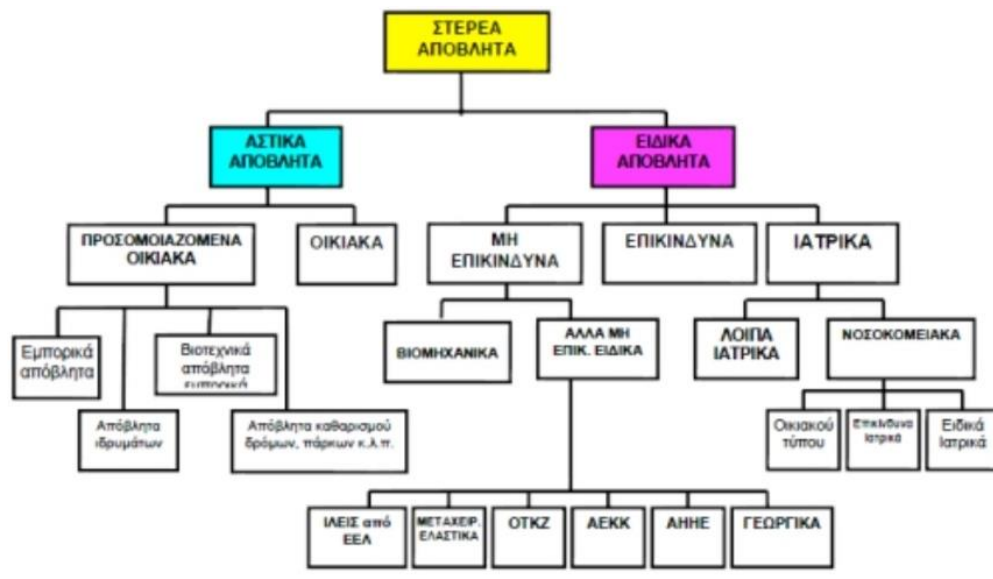 ΣΤΕΡΕΑ
ΑΠΟΒΛΗΤΑ
ΑΣΤΙΚΑ
ΑΠΟΒΛΗΤΑ
ΕΙΔΙΚΑ
ΑΠΟΒΛΗΤΑ
ΠΡΟΣΟΜΟΙΑΖΟΜΕΝΑ
ΟΙΚΙΑΚΑ
ΟΙΚΙΑΚΑ
ΜΗ
ΕΠΙΚΙΝΔΥΝΑ
ΕΠΙΚΙΝΔΥΝΑ
ΙΑΤΡΙΚΑ
Εμπορικά
απόβλητα
Βιοτεχνικά
απόβλητα
εμπορικά
ΒΙΟΜΗΧΑΝΙΚΑ
ΑΛΛΑ ΜΗ
ΕΠΙΚ. ΕΙΔΙΚΑ
ΛΟΙΠΑ
ΙΑΤΡΙΚΑ
ΝΟΣΟΚΟΜΕΙΑΚΑ
Απόβλητα
ιδρυμάτων
Απόβλητα καθαρισμού
δρόμων, πάρκων κ.λ.π.
Οικιακού
τύπου
Επικίνδυνα
Ιατρικά
Ειδικά
Ιατρικά
ΙΛΕΙΣ από
ΕΕΛ
ΜΕΤΑΧΕΙΡ.
ΕΛΑΣΤΙΚΑ
ΟΤΚΖ
ΑΕΚΚ
ΑΗΗΕ
ΓΕΩΡΓΙΚΑ